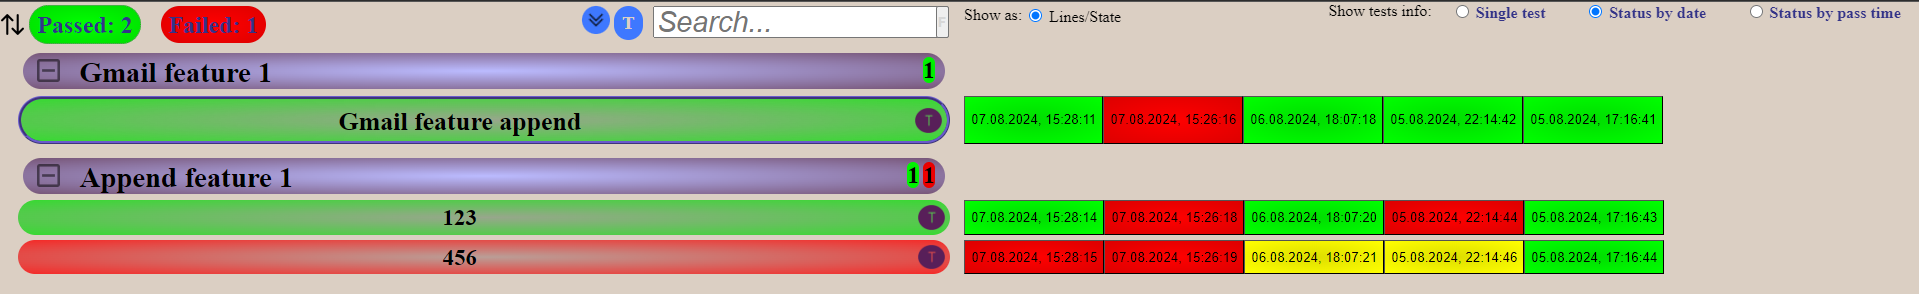 Passed: 2 Failed: 1 T Search... F Show as: Lines/State Show tests info: Single test Status by date Status by pass time
Gmail feature 1 1
Gmail feature append T 07.08.2024, 15:28:11 07.08.2024, 15:26:16 06.08.2024, 18:07:18 05.08.2024, 22:14:42 05.08.2024, 17:16:41
Append feature 1 1 1
123 T 07.08.2024, 15:28:14 07.08.2024, 15:26:18 06.08.2024, 18:07:20 05.08.2024, 22:14:44 05.08.2024, 17:16:43
456 T 07.08.2024, 15:28:15 07.08.2024, 15:26:19 06.08.2024, 18:07:21 05.08.2024, 22:14:46 05.08.2024, 17:16:44